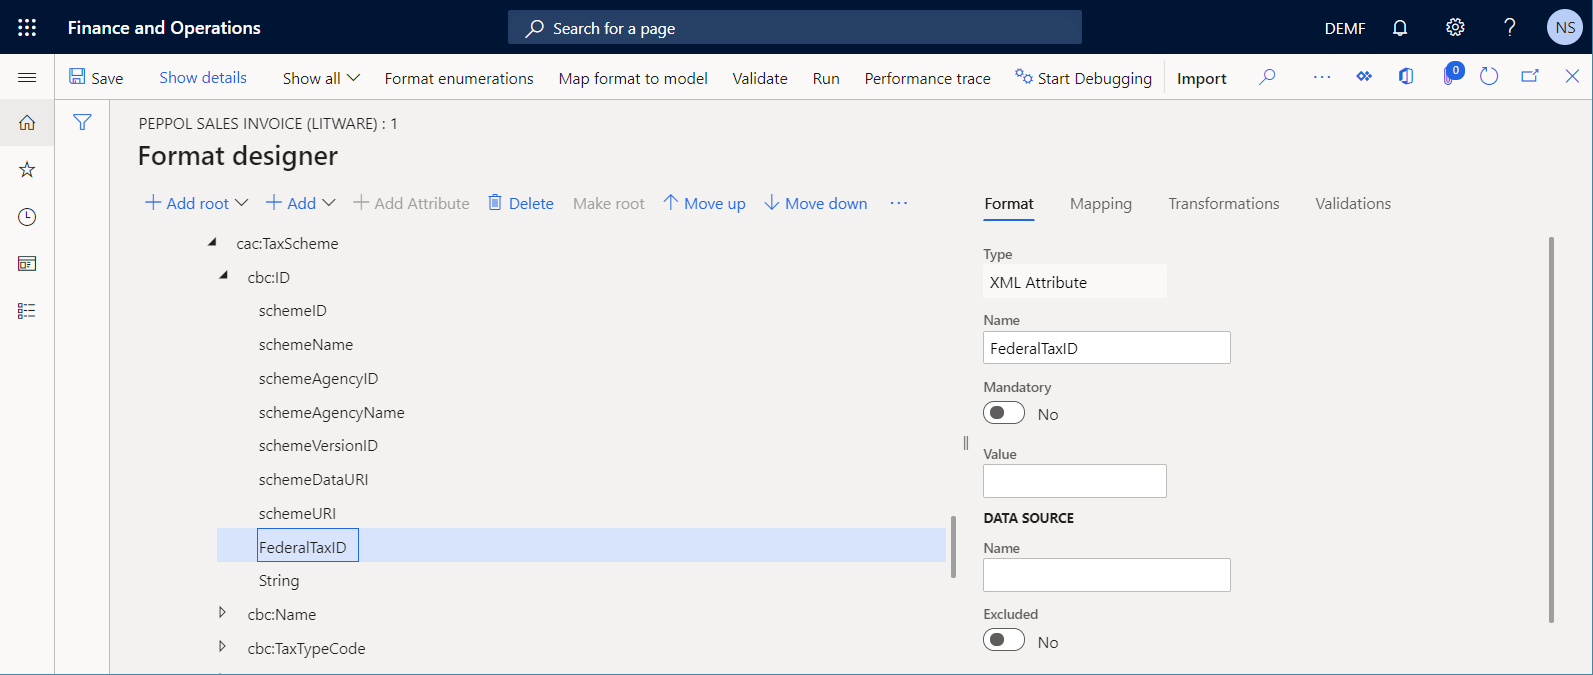 Finance and Operations
Search for a page
DEMF
?
NS
Save
Show details
Show all
Format enumerations
Map format to model
Validate
Run
Performance trace
Start Debugging
Import
...
0
PEPPOL SALES INVOICE (LITWARE) : 1
Format designer
Add root
Add
Add Attribute
Delete
Make root
Move up
Move down
...
cac:TaxScheme
cbc:ID
schemeID
schemeName
schemeAgencyID
schemeAgencyName
schemeVersionID
schemeDataURI
schemeURI
FederalTaxID
String
cbc:Name
cbc:TaxTypeCode
Format
Mapping
Transformations
Validations
Type
XML Attribute
Name
FederalTaxID
Mandatory
No
Value
DATA SOURCE
Name
Excluded
No